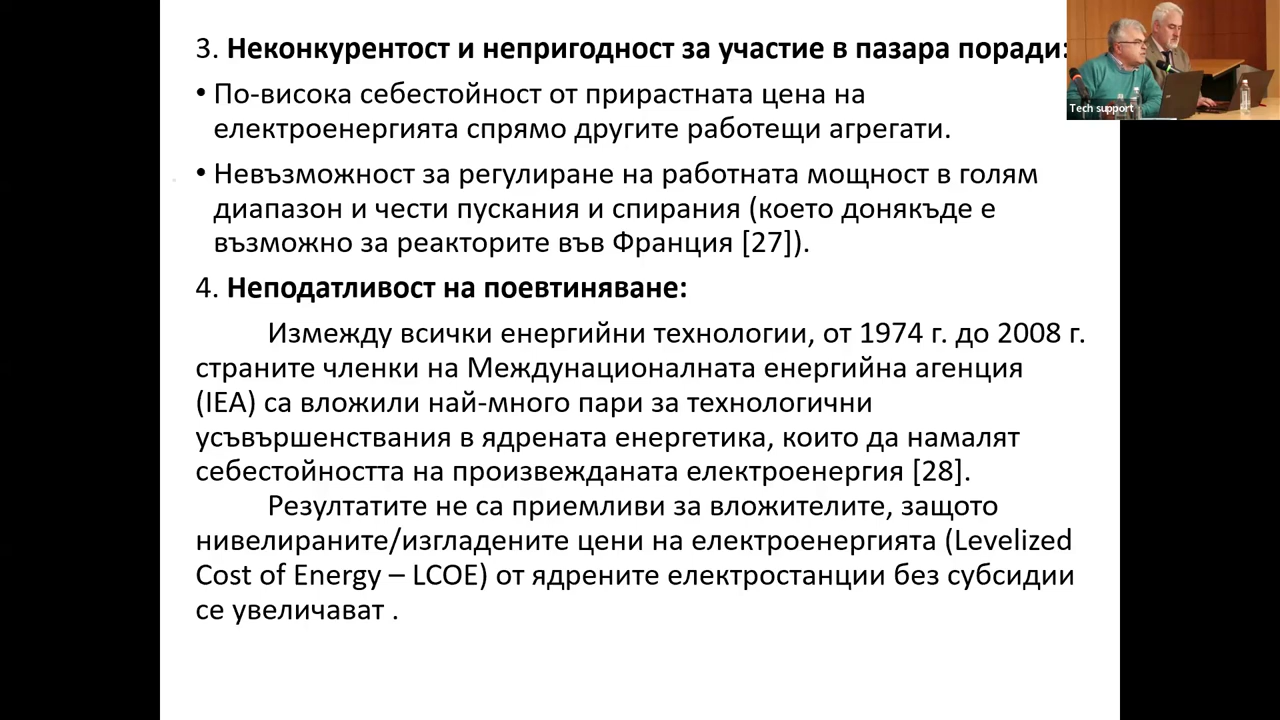 3. Неконкурентост и непригодност за участие в пазара поради:
• По-висока себестойност от прирастната цена на
електроенергията спрямо другите работещи агрегати.
• Невъзможност за регулиране на работната мощност в голям
диапазон и чести пускания и спирания (което донякъде е
възможно за реакторите във Франция [27]).
4. Неподатливост на поевтиняване:
Измежду всички енергийни технологии, от 1974 г. до 2008 г.
страните членки на Междунационалната енергийна агенция
(IEA) са вложили най-много пари за технологични
усъвършенствания в ядрената енергетика, които да намалят
себестойността на произвежданата електроенергия [28].
Резултатите не са приемливи за вложителите, защото
нивелираните/изгладените цени на електроенергията (Levelized
Cost of Energy – LCOE) от ядрените електростанции без субсидии
се увеличават .
Tech support